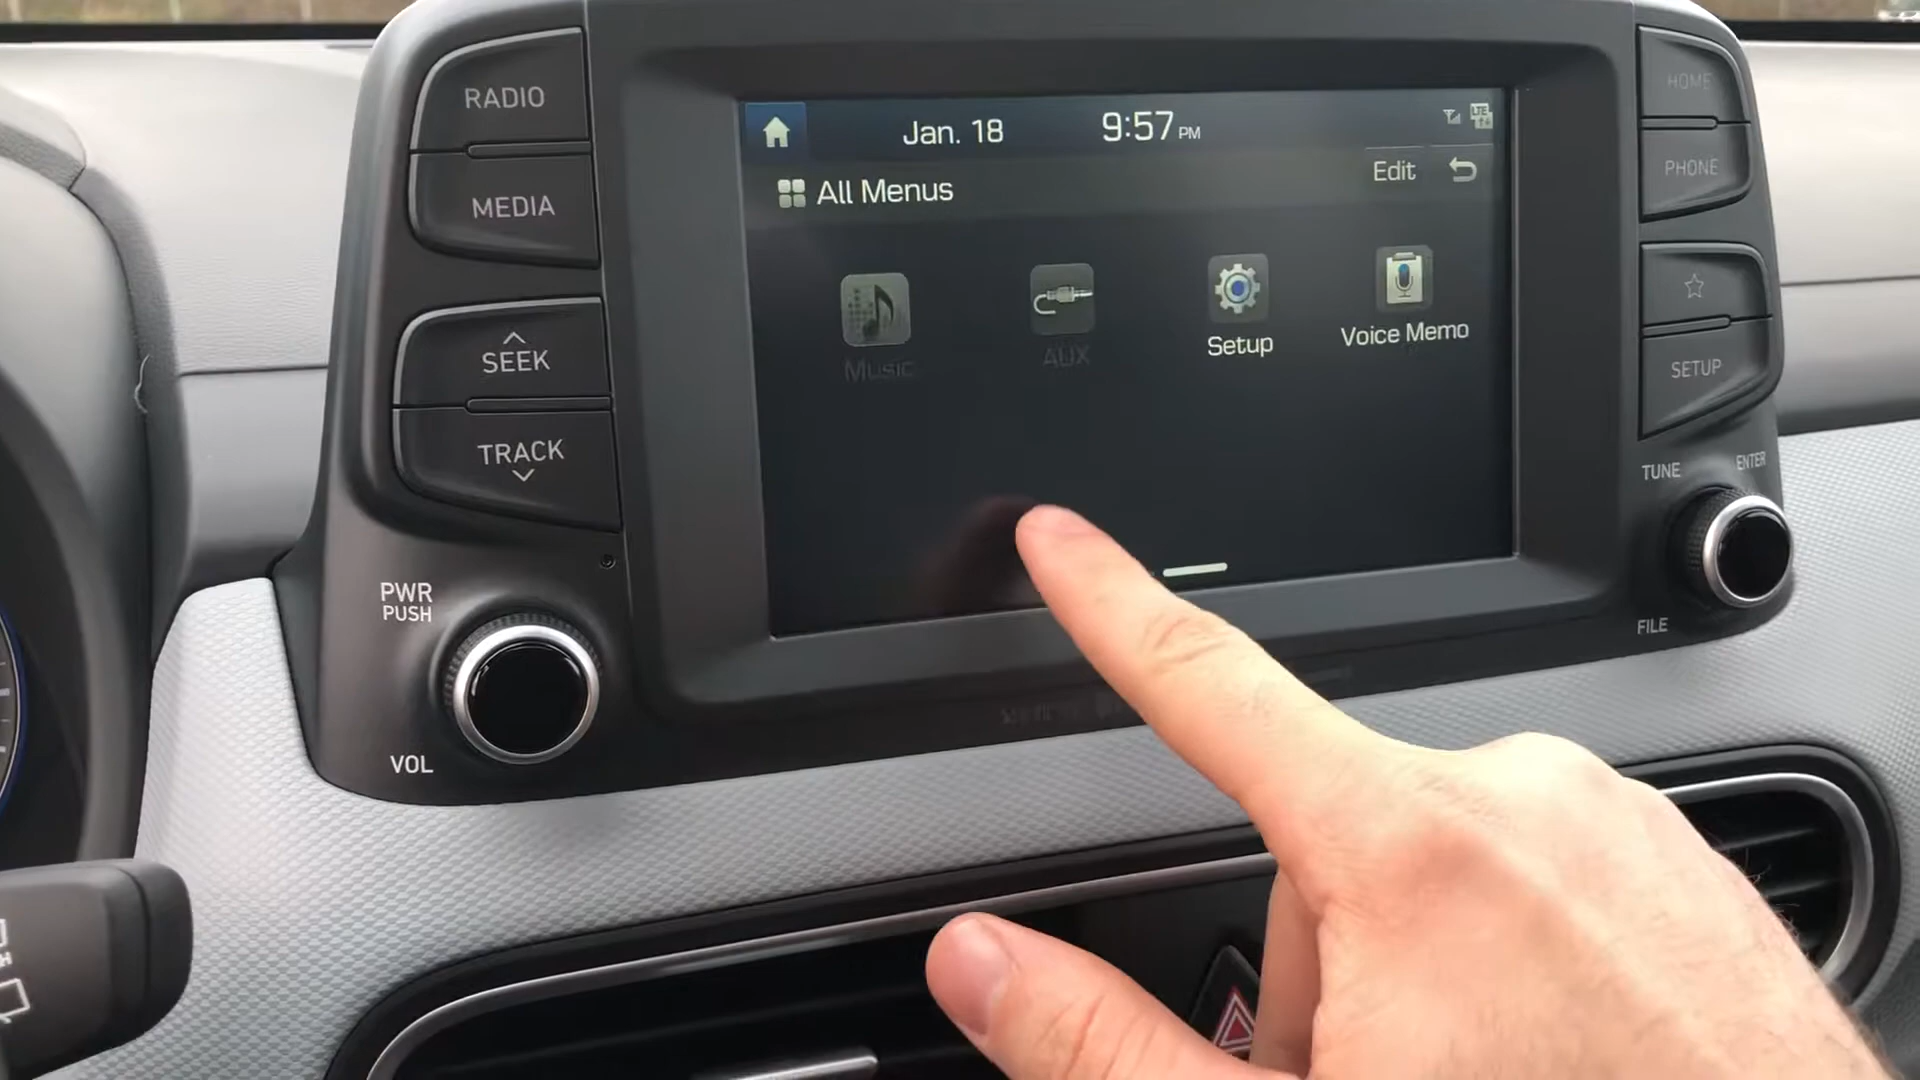 RADIO
MEDIA
SEEK
TRACK
PWR
PUSH
VOL
Jan. 18
9:57 PM
LTE
All Menus
Edit
Music
AUX
Setup
Voice Memo
HOME
PHONE
SETUP
TUNE
ENTER
FILE